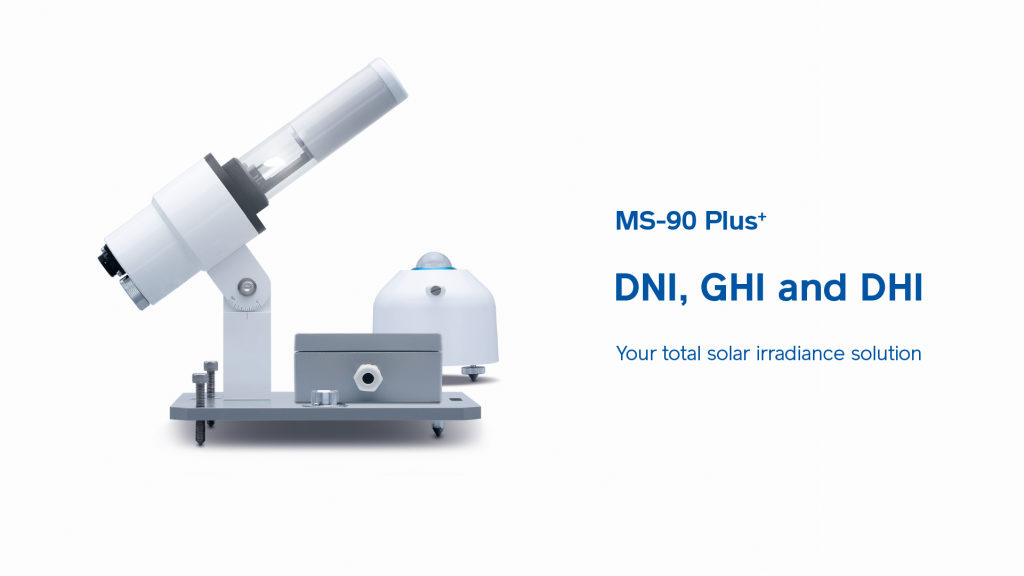 MS-90 Plus⁺
DNI, GHI and DHI
Your total solar irradiance solution